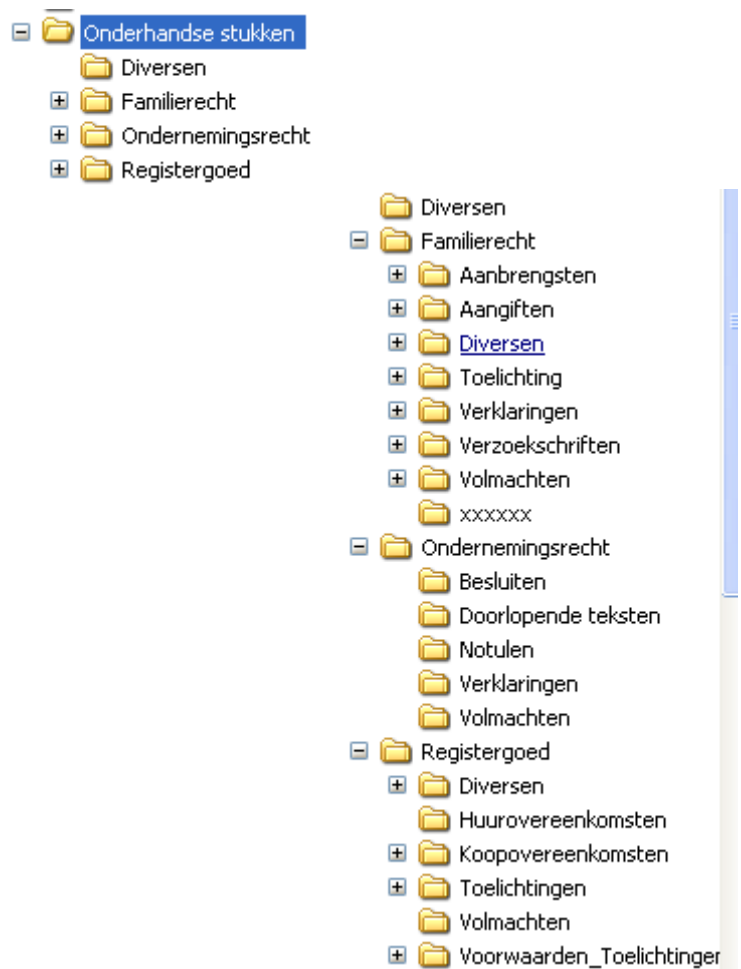 Onderhandse stukken
Diversen
Familierecht
Ondernemingsrecht
Registergoed
Diversen
Familierecht
Aanbrengsten
Aangiften
Diversen
Toelichting
Verklaringen
Verzoekschriften
Volmachten
xxxxxx
Ondernemingsrecht
Besluiten
Doorlopende teksten
Notulen
Verklaringen
Volmachten
Registergoed
Diversen
Huurovereenkomsten
Koopovereenkomsten
Toelichtingen
Volmachten
Voorwaarden_Toelichtinger